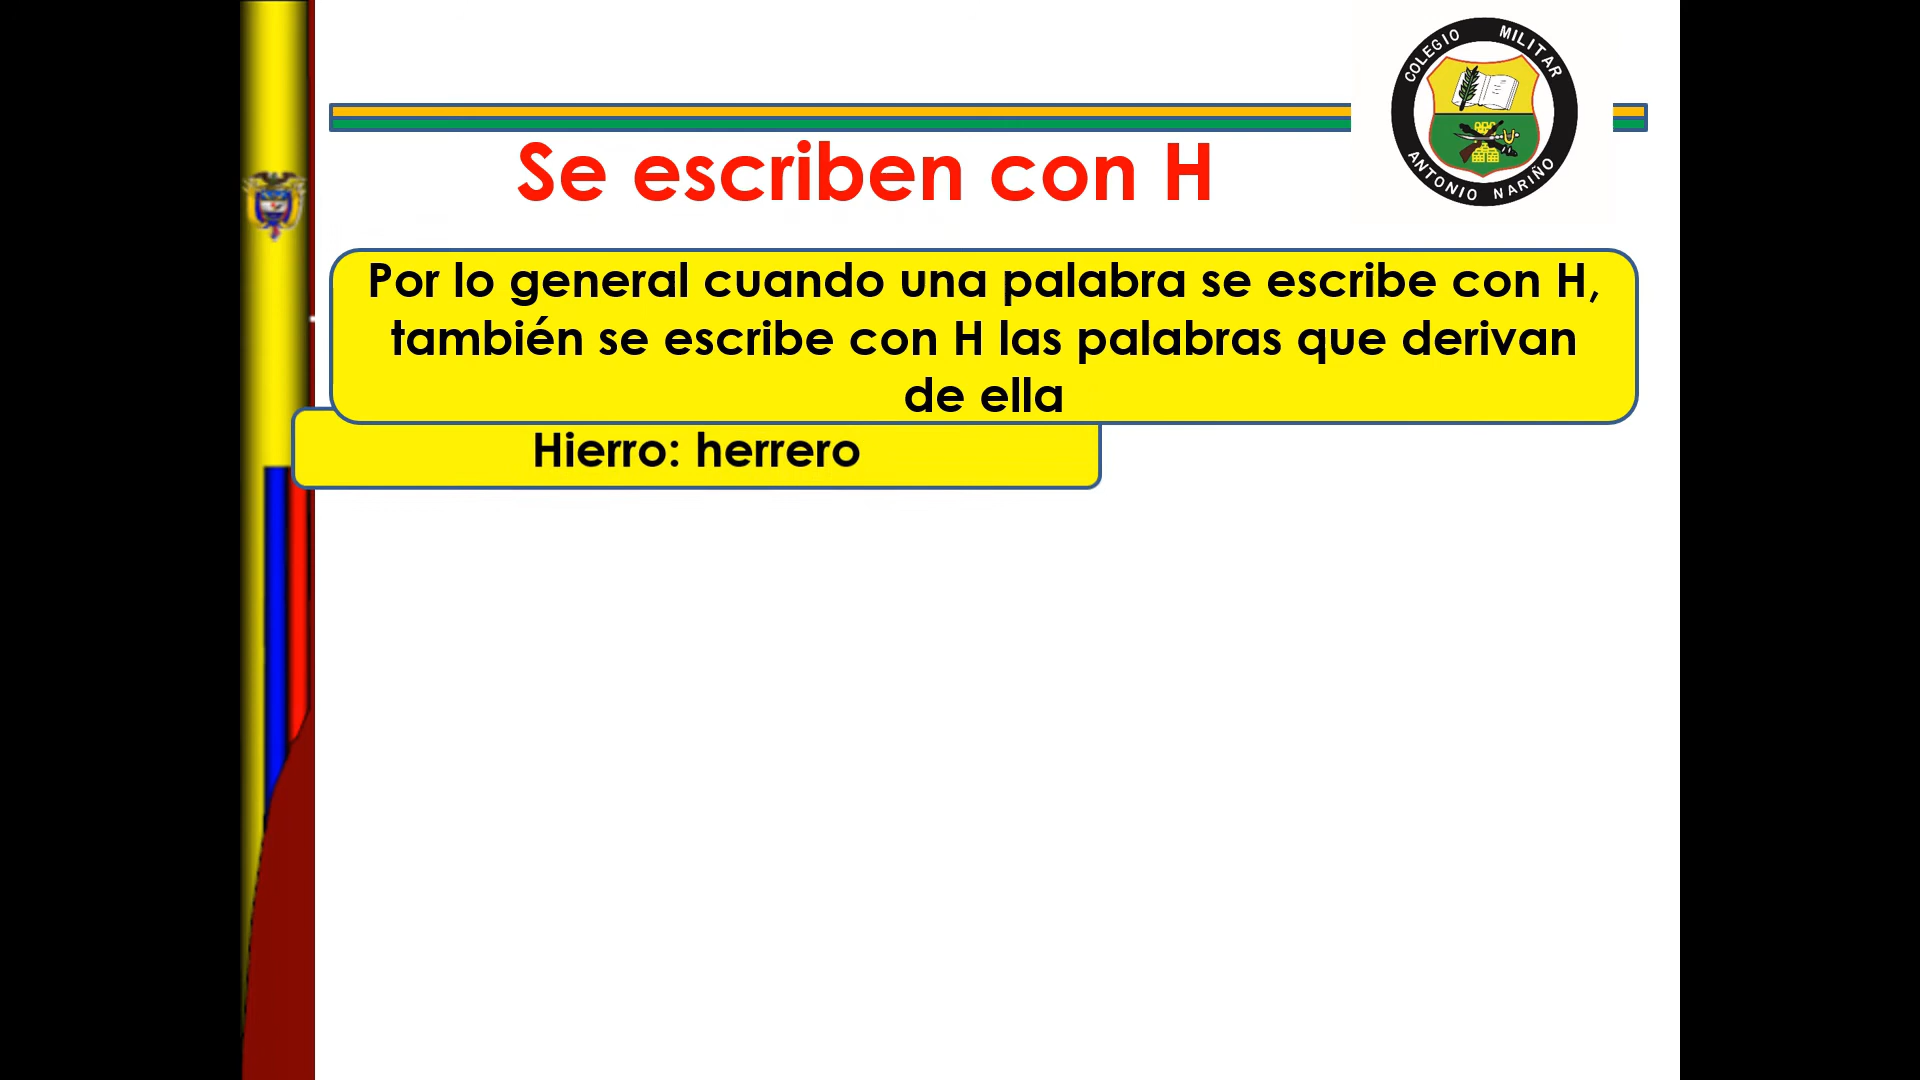 COLEGIO MILITAR
ANTONIO NARIÑO
Se escriben con H
Por lo general cuando una palabra se escribe con H,
también se escribe con H las palabras que derivan
de ella
Hierro: herrero